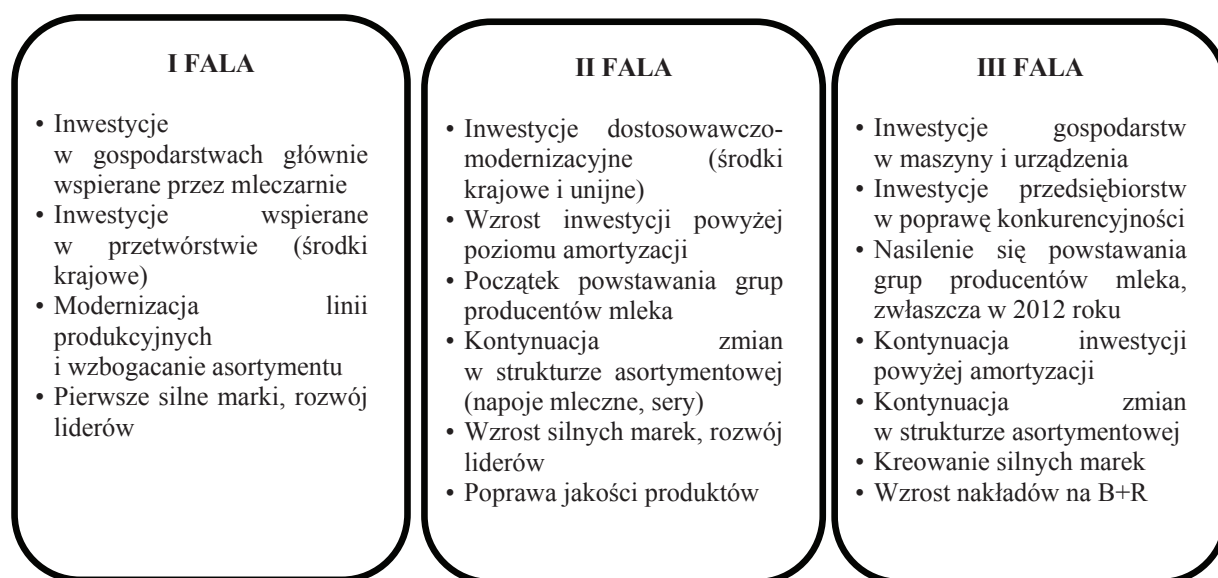 I FALA
• Inwestycje
w gospodarstwach głównie
wspierane przez mleczarnie
• Inwestycje wspierane
w przetwórstwie (środki
krajowe)
• Modernizacja linii
produkcyjnych
i wzbogacanie asortymentu
• Pierwsze silne marki, rozwój
liderów
II FALA
• Inwestycje dostosowawczo-
modernizacyjne (środki
krajowe i unijne)
• Wzrost inwestycji powyżej
poziomu amortyzacji
• Początek powstawania grup
producentów mleka
• Kontynuacja zmian
w strukturze asortymentowej
(napoje mleczne, sery)
• Wzrost silnych marek, rozwój
liderów
• Poprawa jakości produktów
III FALA
• Inwestycje gospodarstw
w maszyny i urządzenia
• Inwestycje przedsiębiorstw
w poprawę konkurencyjności
• Nasilenie się powstawania
grup producentów mleka,
zwłaszcza w 2012 roku
• Kontynuacja inwestycji
powyżej amortyzacji
• Kontynuacja zmian
w strukturze asortymentowej
• Kreowanie silnych marek
• Wzrost nakładów na B+R